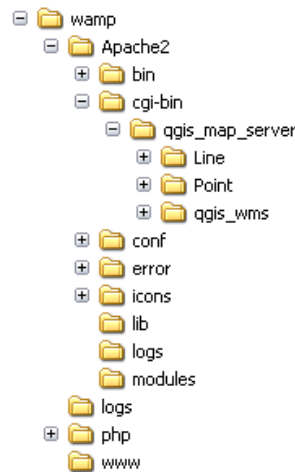 wamp
Apache2
bin
cgi-bin
qgis_map_server
Line
Point
qgis_wms
conf
error
icons
lib
logs
modules
logs
php
www